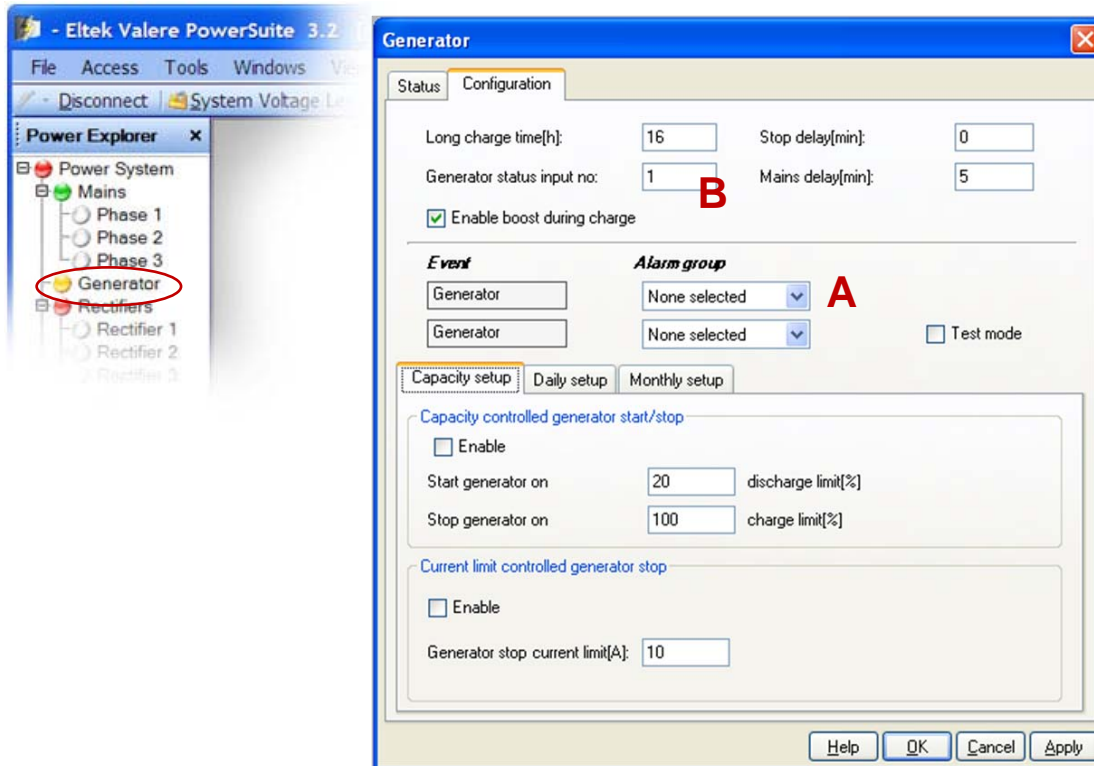 - Eltek Valere PowerSuite 3.2
File Access Tools Windows
Disconnect System Voltage
Power Explorer x
Power System
Mains
Phase 1
Phase 2
Phase 3
Generator
Rectifiers
Rectifier 1
Rectifier 2
Rectifier 3
Generator
Status Configuration
Long charge time[h]: 16 Stop delay[min]: 0
Generator status input no: 1 Mains delay[min]: 5
B
Enable boost during charge
Event Alarm group
Generator None selected A
Generator None selected Test mode
Capacity setup Daily setup Monthly setup
Capacity controlled generator start/stop
Enable
Start generator on 20 discharge limit[%]
Stop generator on 100 charge limit[%]
Current limit controlled generator stop
Enable
Generator stop current limit[A]: 10
Help OK Cancel Apply